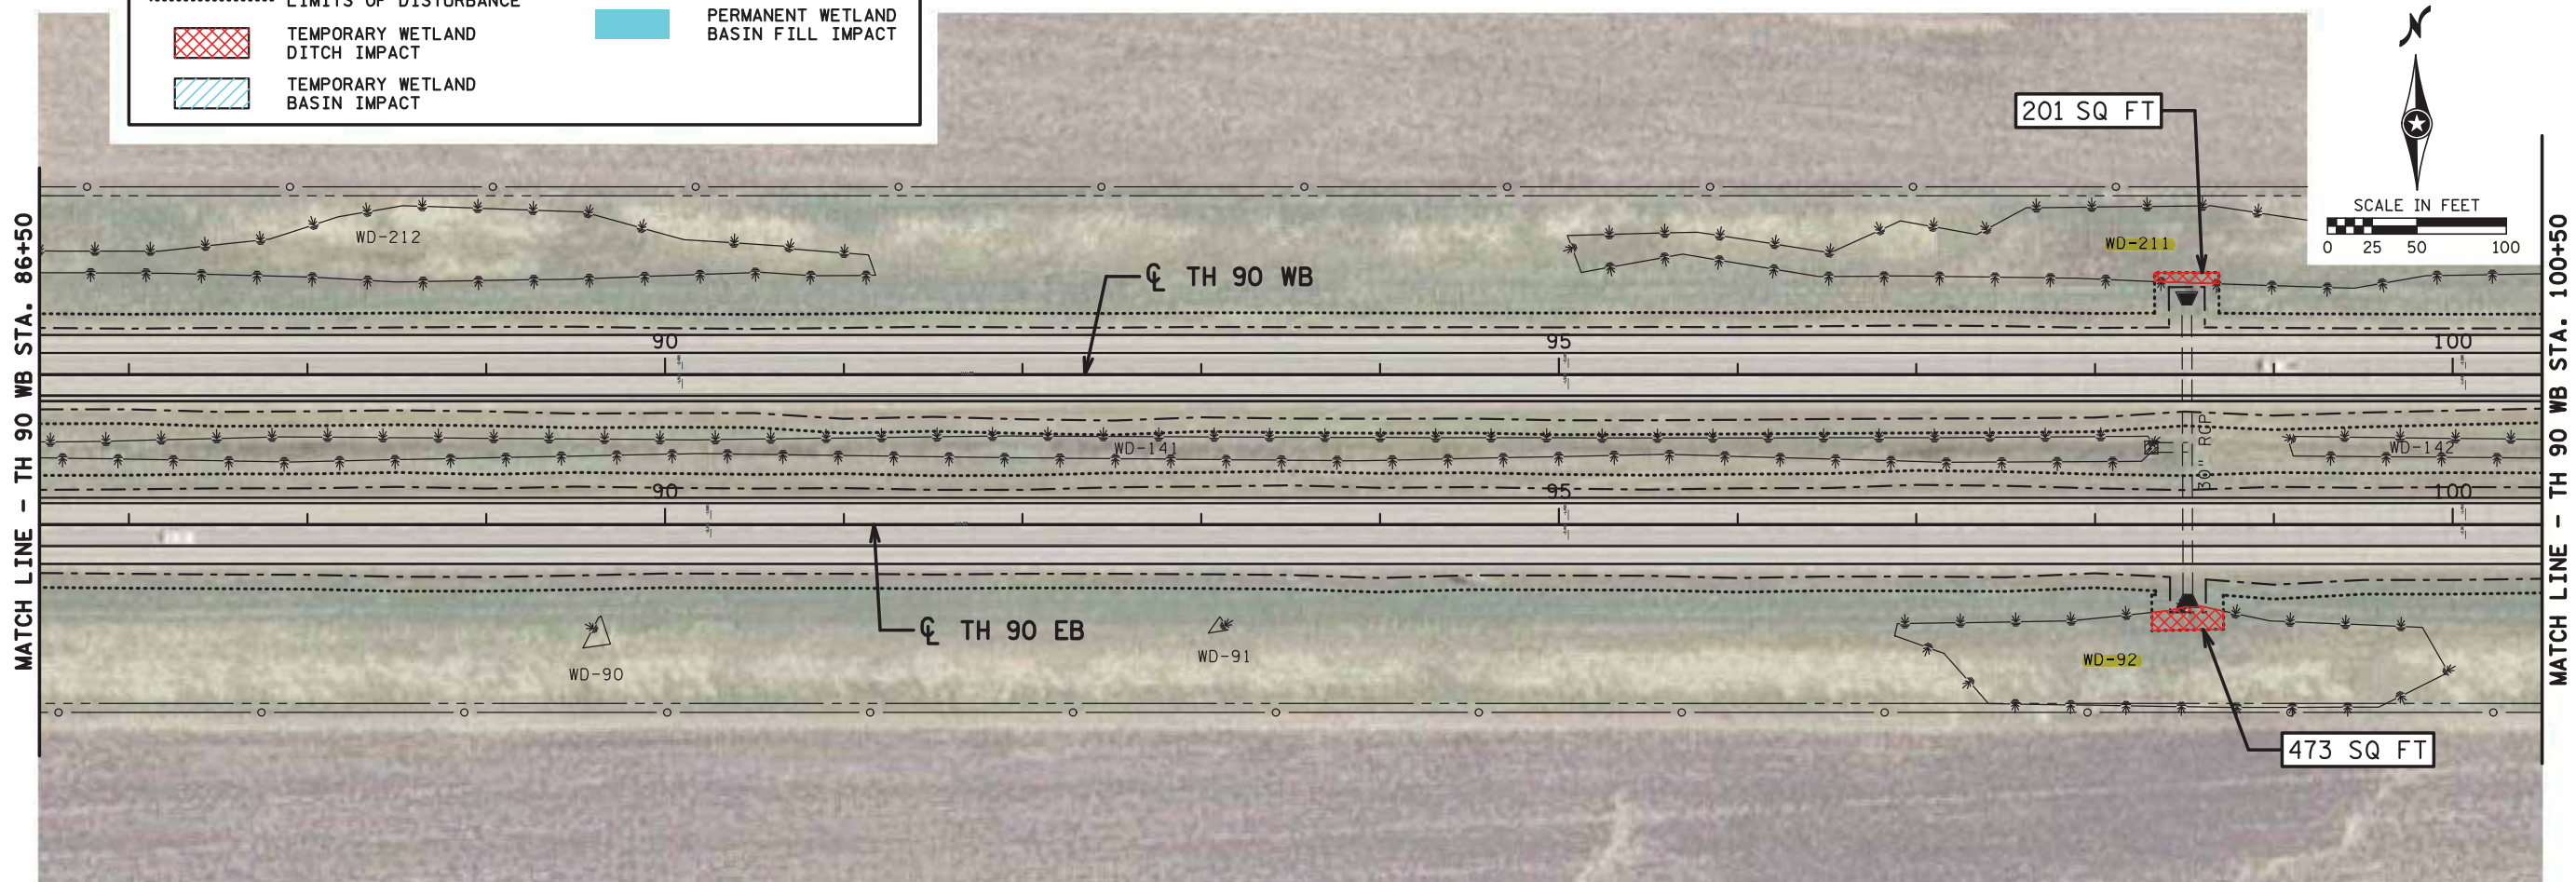 LIMITS OF DISTURBANCE
TEMPORARY WETLAND
DITCH IMPACT
TEMPORARY WETLAND
BASIN IMPACT
PERMANENT WETLAND
BASIN FILL IMPACT
N
201 SQ FT
SCALE IN FEET
0 25 50 100
MATCH LINE - TH 90 WB STA. 86+50
WD-212
WD-211
℄ TH 90 WB
90 95 100
WD-141
30" RCP
WD-142
90 95 100
℄ TH 90 EB
WD-90
WD-91
WD-92
473 SQ FT
MATCH LINE - TH 90 WB STA. 100+50